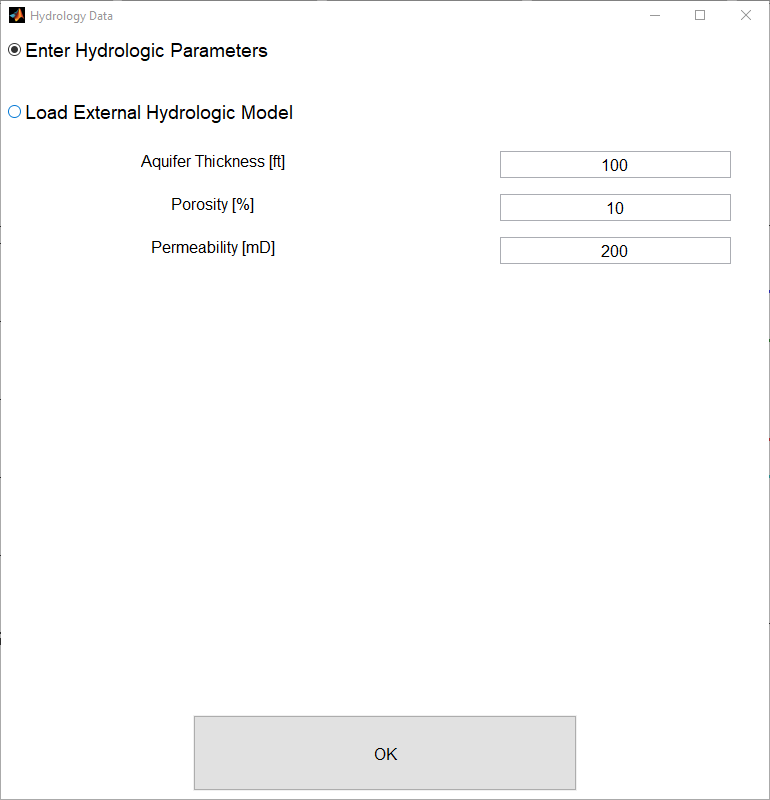 Hydrology Data
Enter Hydrologic Parameters
Load External Hydrologic Model
Aquifer Thickness [ft] 100
Porosity [%] 10
Permeability [mD] 200
OK